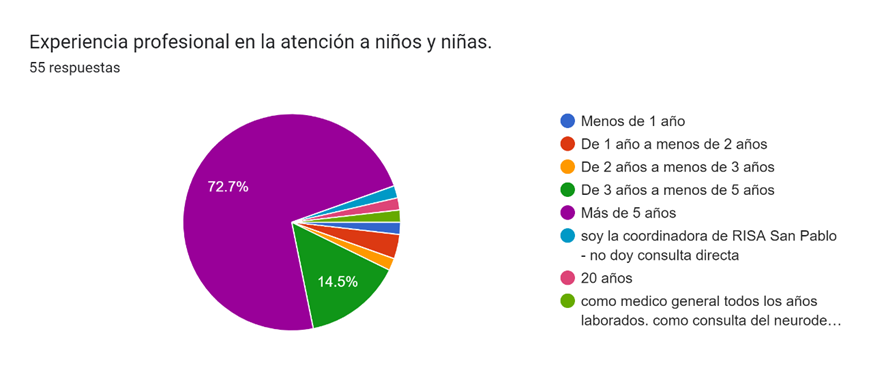 Experiencia profesional en la atención a niños y niñas.
55 respuestas
72.7%
14.5%
Menos de 1 año
De 1 año a menos de 2 años
De 2 años a menos de 3 años
De 3 años a menos de 5 años
Más de 5 años
soy la coordinadora de RISA San Pablo
- no doy consulta directa
20 años
como medico general todos los años
laborados. como consulta del neurode…